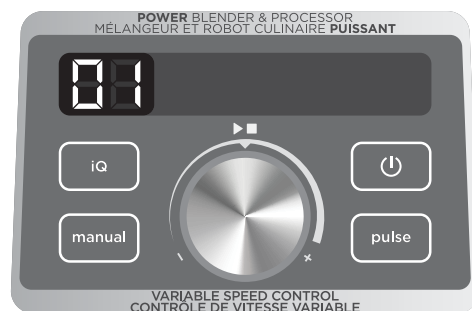 POWER BLENDER & PROCESSOR
MÉLANGEUR ET ROBOT CULINAIRE PUISSANT
01
iQ
manual
pulse
- +
VARIABLE SPEED CONTROL
CONTRÔLE DE VITESSE VARIABLE